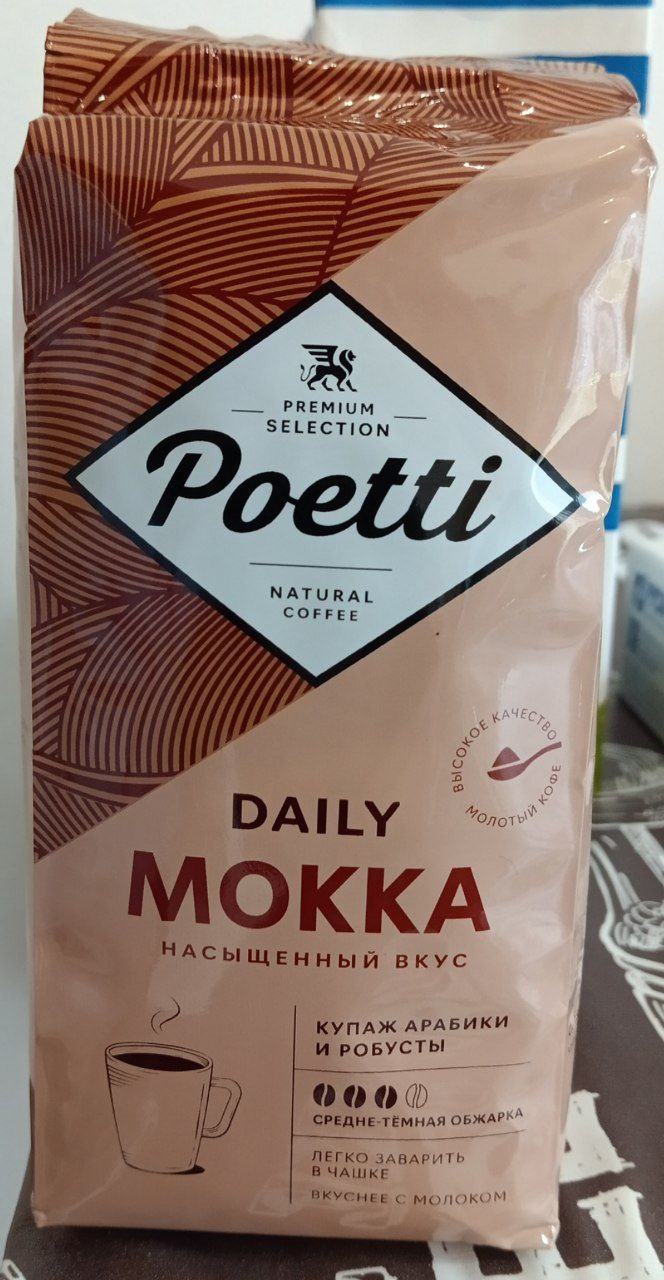 PREMIUM
SELECTION
Poetti
NATURAL
COFFEE
ВЫСОКОЕ КАЧЕСТВО
МОЛОТЫЙ КОФЕ
DAILY
МОККА
НАСЫЩЕННЫЙ ВКУС
КУПАЖ АРАБИКИ
И РОБУСТЫ
СРЕДНЕ-ТЁМНАЯ ОБЖАРКА
ЛЕГКО ЗАВАРИТЬ
В ЧАШКЕ
ВКУСНЕЕ С МОЛОКОМ